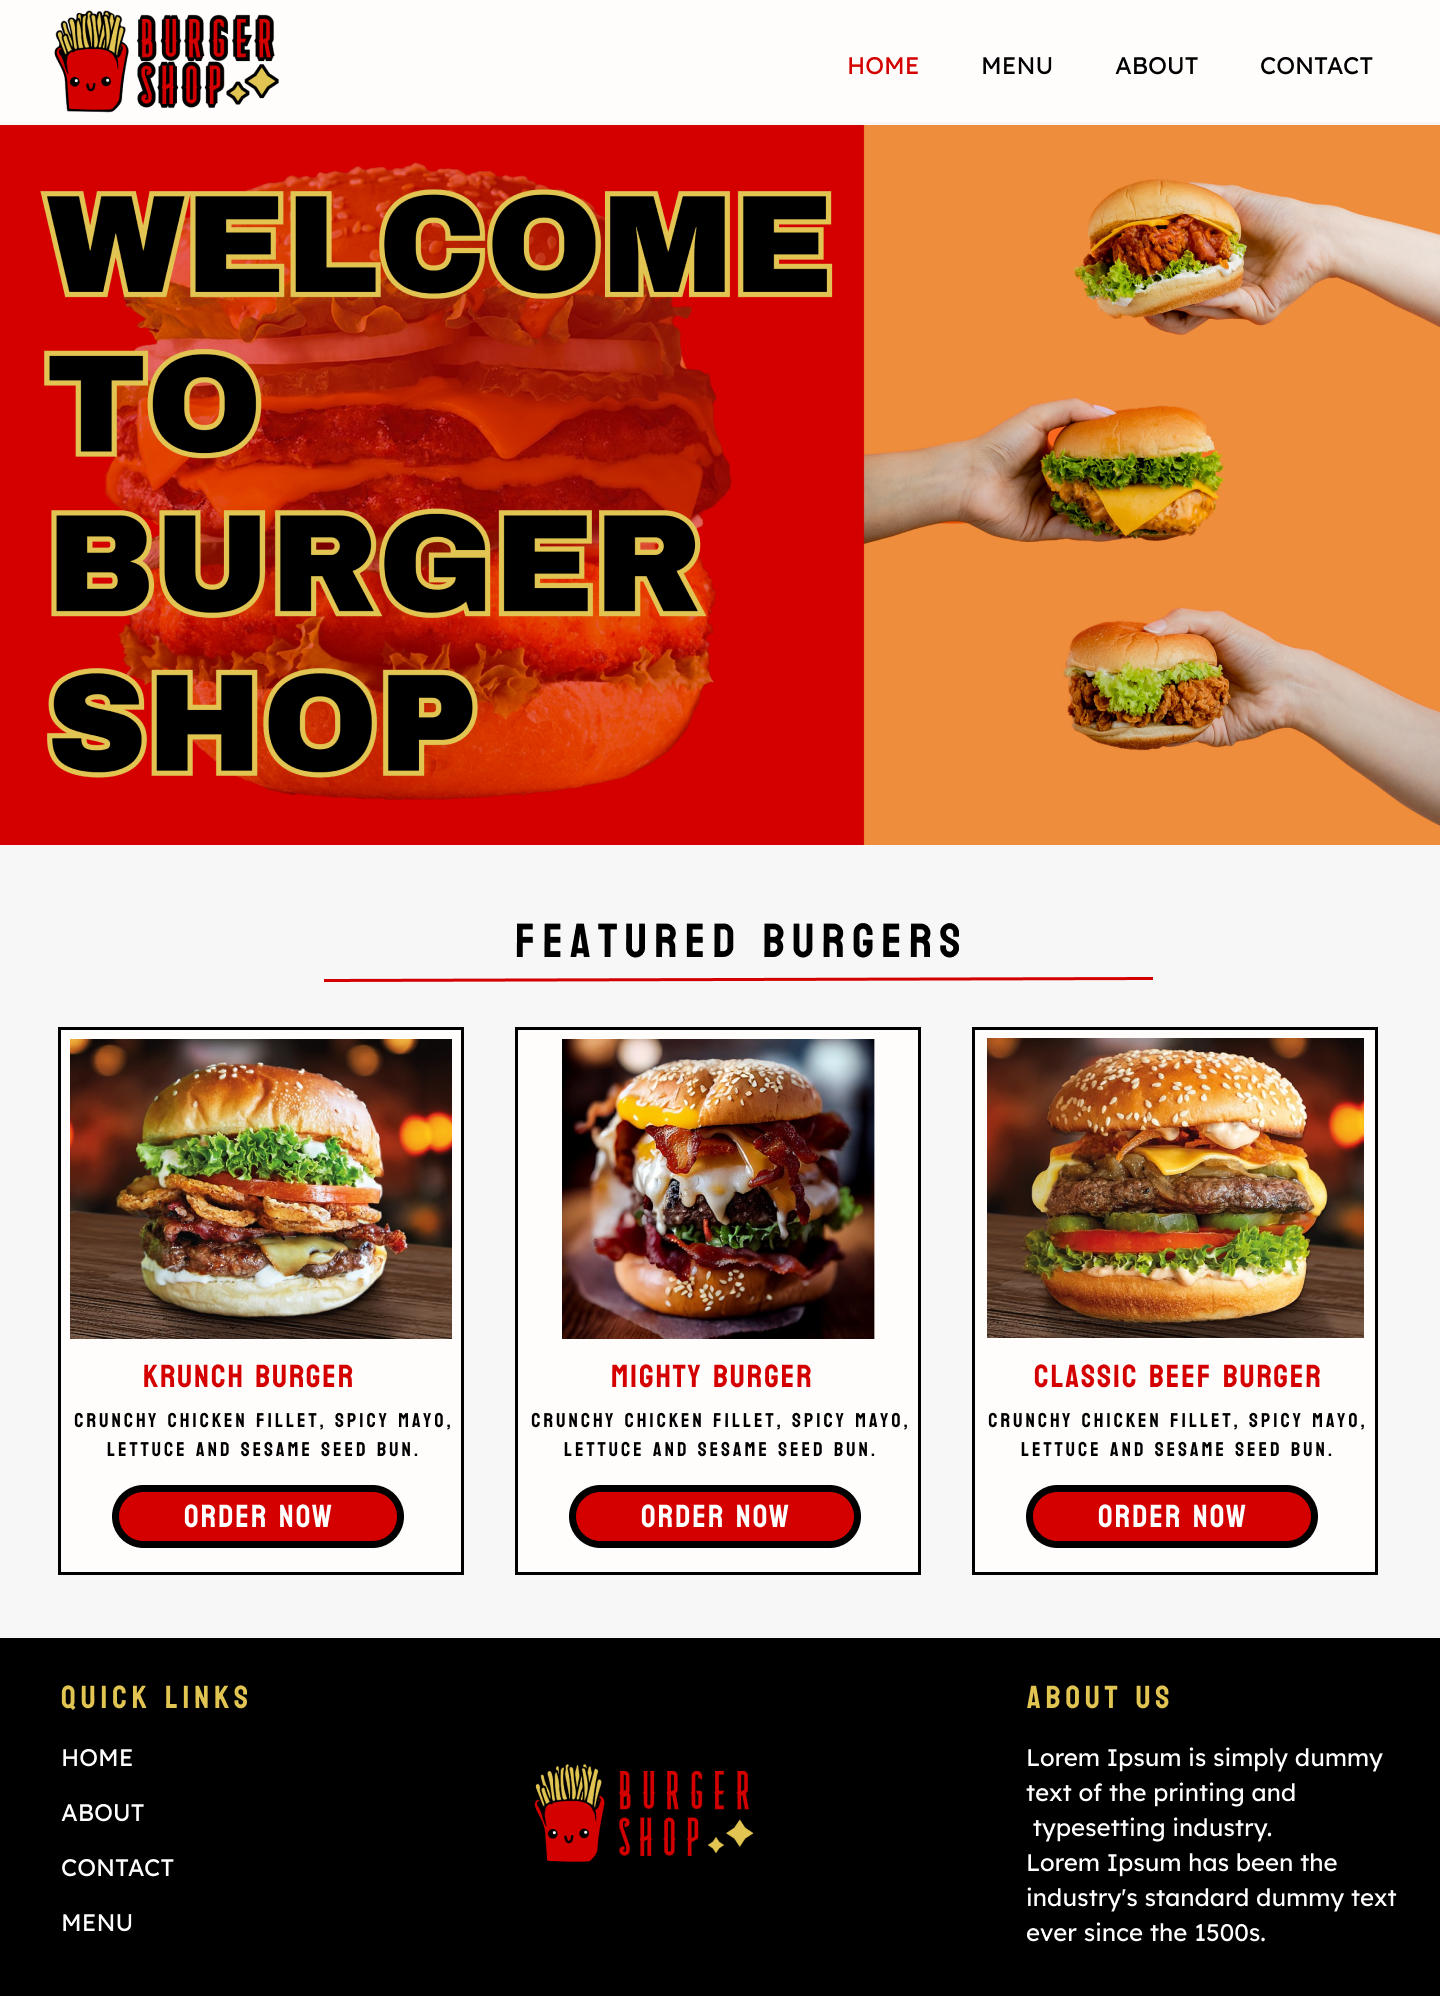 BURGER
SHOP
HOME MENU ABOUT CONTACT
WELCOME
TO
BURGER
SHOP
FEATURED BURGERS
KRUNCH BURGER
CRUNCHY CHICKEN FILLET, SPICY MAYO,
LETTUCE AND SESAME SEED BUN.
ORDER NOW
MIGHTY BURGER
CRUNCHY CHICKEN FILLET, SPICY MAYO,
LETTUCE AND SESAME SEED BUN.
ORDER NOW
CLASSIC BEEF BURGER
CRUNCHY CHICKEN FILLET, SPICY MAYO,
LETTUCE AND SESAME SEED BUN.
ORDER NOW
QUICK LINKS
HOME
ABOUT
CONTACT
MENU
BURGER
SHOP
ABOUT US
Lorem Ipsum is simply dummy
text of the printing and
typesetting industry.
Lorem Ipsum has been the
industry's standard dummy text
ever since the 1500s.